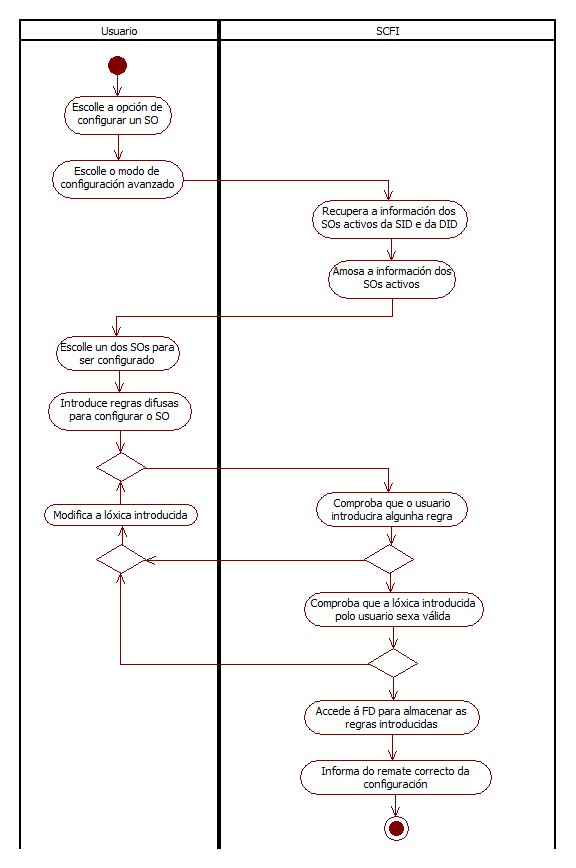 Usuario
SCFI
Escolle a opción de
configurar un SO
Escolle o modo de
configuración avanzado
Recupera a información dos
SOs activos da SID e da DID
Amosa a información dos
SOs activos
Escolle un dos SOs para
ser configurado
Introduce regras difusas
para configurar o SO
Modifica a lóxica introducida
Comproba que o usuario
introducira algunha regra
Comproba que a lóxica introducida
polo usuario sexa válida
Accede á FD para almacenar as
regras introducidas
Informa do remate correcto da
configuración